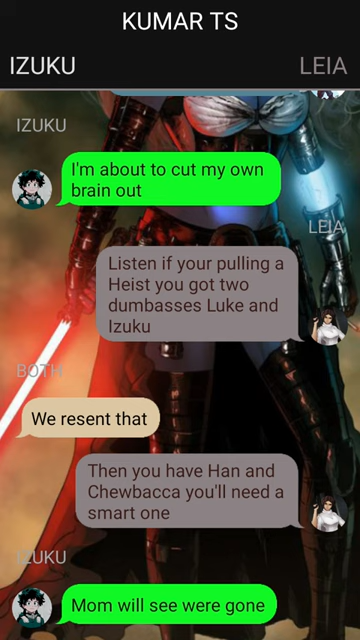 KUMAR TS
IZUKU
LEIA
IZUKU
I'm about to cut my own
brain out
LEIA
Listen if your pulling a
Heist you got two
dumbasses Luke and
Izuku
BOTH
We resent that
Then you have Han and
Chewbacca you'll need a
smart one
IZUKU
Mom will see were gone